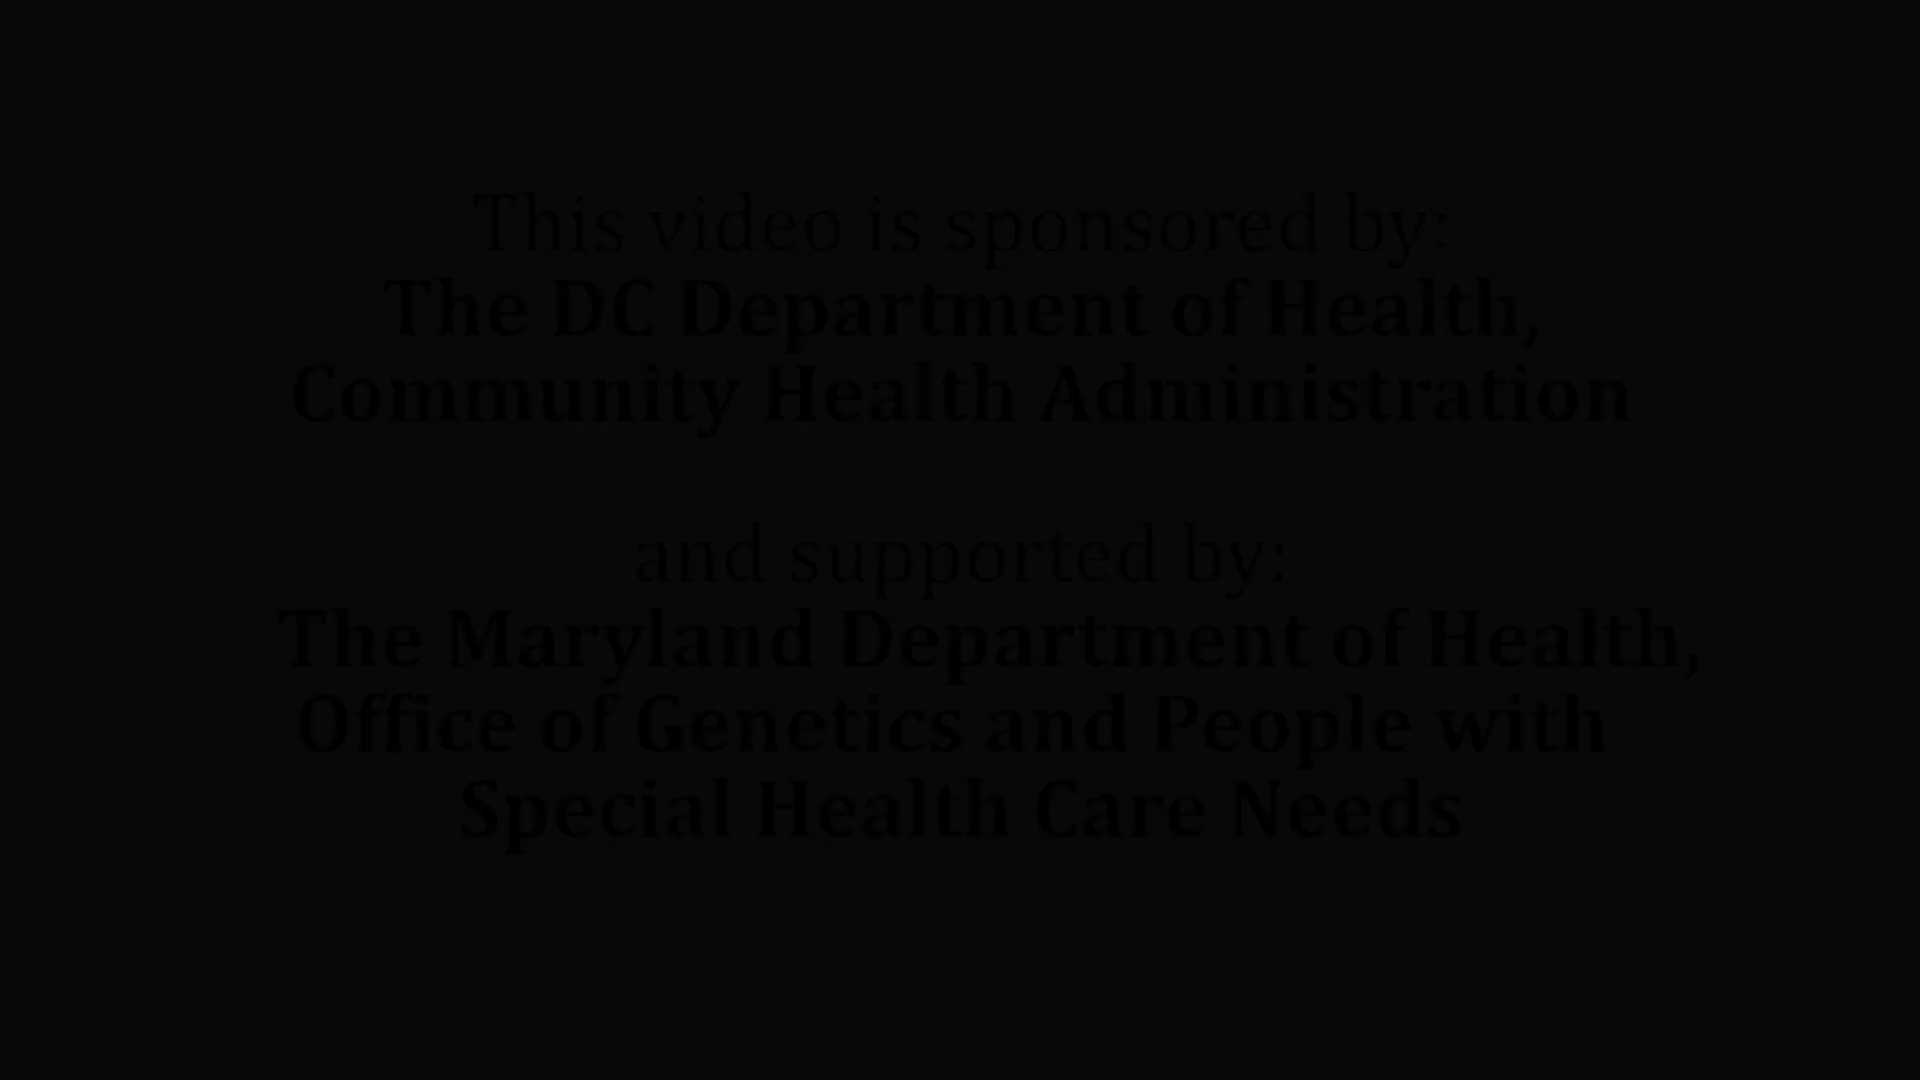 This video is sponsored by:
The DC Department of Health,
Community Health Administration
and supported by:
The Maryland Department of Health,
Office of Genetics and People with
Special Health Care Needs